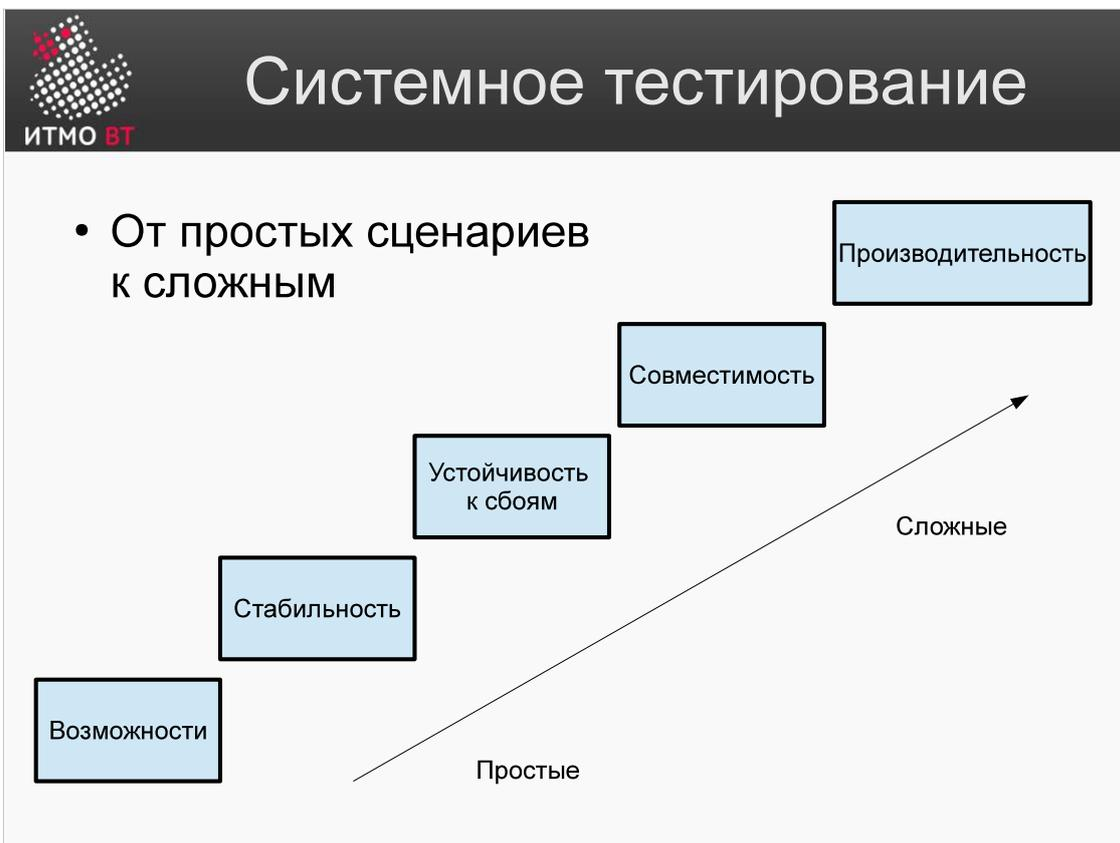 ИТМО ВТ
Системное тестирование
• От простых сценариев
к сложным
Производительность
Совместимость
Устойчивость
к сбоям
Сложные
Стабильность
Возможности
Простые